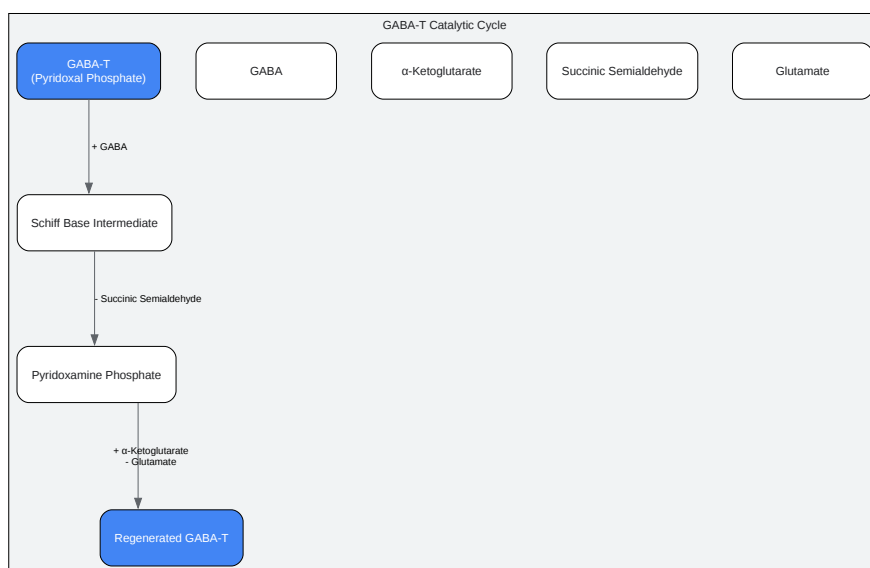 GABA-T Catalytic Cycle
GABA-T
(Pyridoxal Phosphate)
GABA
α-Ketoglutarate
Succinic Semialdehyde
Glutamate
+ GABA
Schiff Base Intermediate
- Succinic Semialdehyde
Pyridoxamine Phosphate
+ α-Ketoglutarate
- Glutamate
Regenerated GABA-T